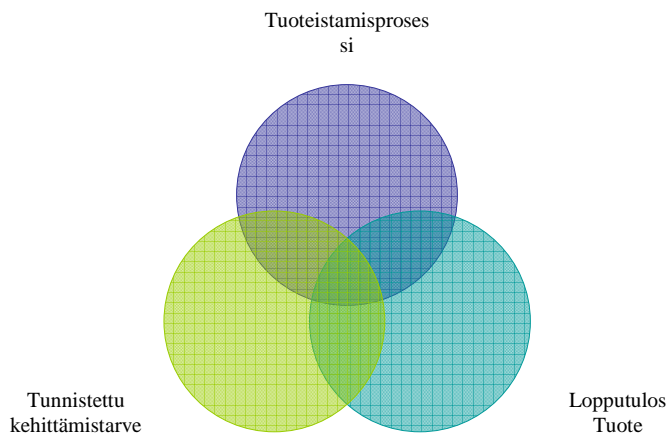 Tuoteistamisproses
si
Tunnistettu
kehittämistarve
Lopputulos
Tuote